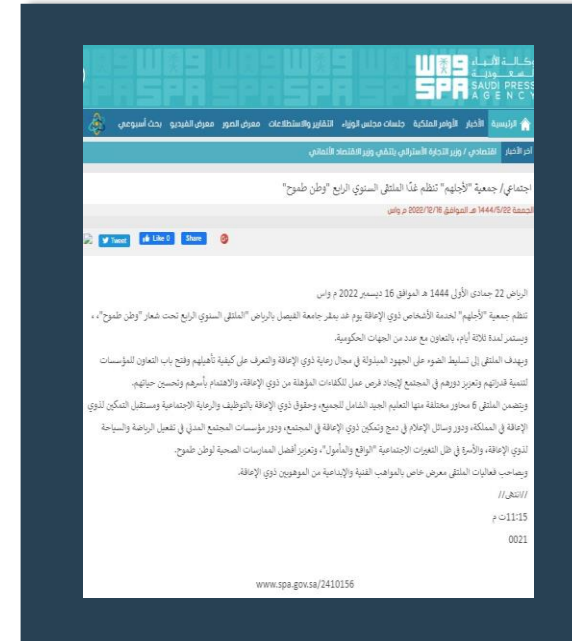 وكالة الأنباء
السعودية
SAUDI PRESS
AGENCY
واس
SPA
الرئيسية الأخبار الأوامر الملكية جلسات مجلس الوزراء التقارير والاستطلاعات معرض الصور معرض الفيديو بحث أسبوعي
آخر الأخبار اقتصادي / وزير التجارة الأسترالي يلتقي وزير الاقتصاد الألماني
اجتماعي/ جمعية "لأجلهم" تنظم غدًا الملتقى السنوي الرابع "وطن طموح"
الجمعة 1444/5/22 هـ الموافق 2022/12/16 م واس
Tweet Like 0 Share
الرياض 22 جمادى الأولى 1444 هـ الموافق 16 ديسمبر 2022 م واس
تنظم جمعية "لأجلهم" لخدمة الأشخاص ذوي الإعاقة يوم غد بمقر جامعة الفيصل بالرياض "الملتقى السنوي الرابع تحت شعار "وطن طموح"، ،
ويستمر لمدة ثلاثة أيام، بالتعاون مع عدد من الجهات الحكومية.
ويهدف الملتقى إلى تسليط الضوء على الجهود المبذولة في مجال رعاية ذوي الإعاقة والتعرف على كيفية تأهيلهم وفتح باب التعاون للمؤسسات
لتنمية قدراتهم وتعزيز دورهم في المجتمع لإيجاد فرص عمل للكفاءات المؤهلة من ذوي الإعاقة، والاهتمام بأسرهم وتحسين حياتهم.
ويتضمن الملتقى 6 محاور مختلفة منها التعليم الجيد الشامل للجميع، وحقوق ذوي الإعاقة بالتوظيف والرعاية الاجتماعية ومستقبل التمكين لذوي
الإعاقة في المملكة، ودور وسائل الإعلام في دمج وتمكين ذوي الإعاقة في المجتمع، ودور مؤسسات المجتمع المدني في تفعيل الرياضة والسياحة
لذوي الإعاقة، والأسرة في ظل التغيرات الاجتماعية "الواقع والمأمول"، وتعزيز أفضل الممارسات الصحية لوطن طموح.
ويصاحب فعاليات الملتقى معرض خاص بالمواهب الفنية والإبداعية من الموهوبين ذوي الإعاقة.
//انتهى//
11:15ت م
0021
www.spa.gov.sa/2410156